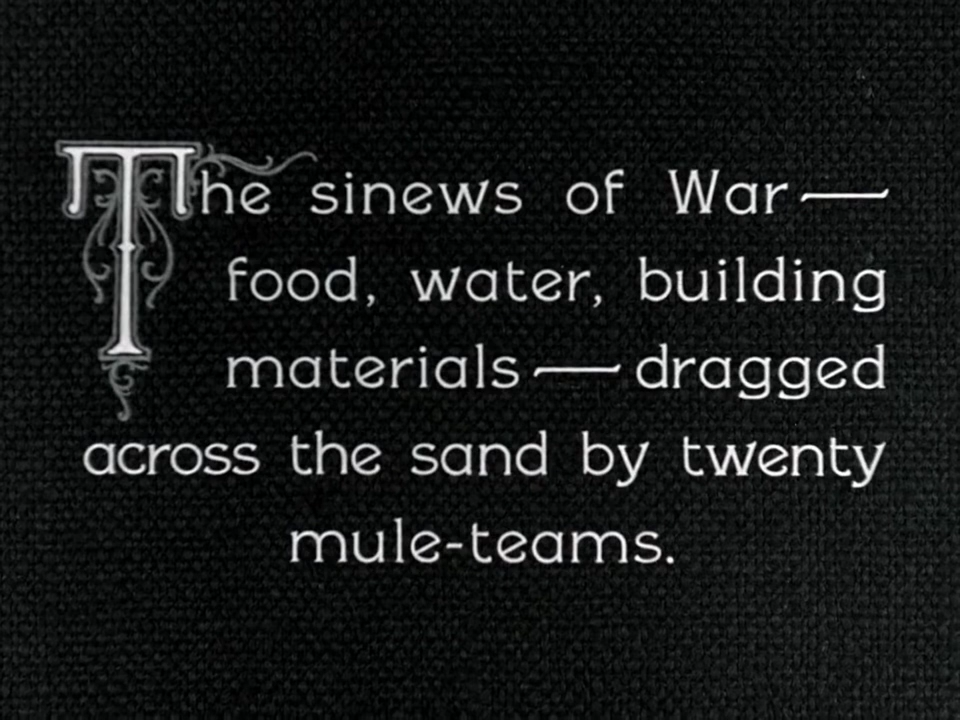 The sinews of War—
food, water, building
materials—dragged
across the sand by twenty
mule-teams.